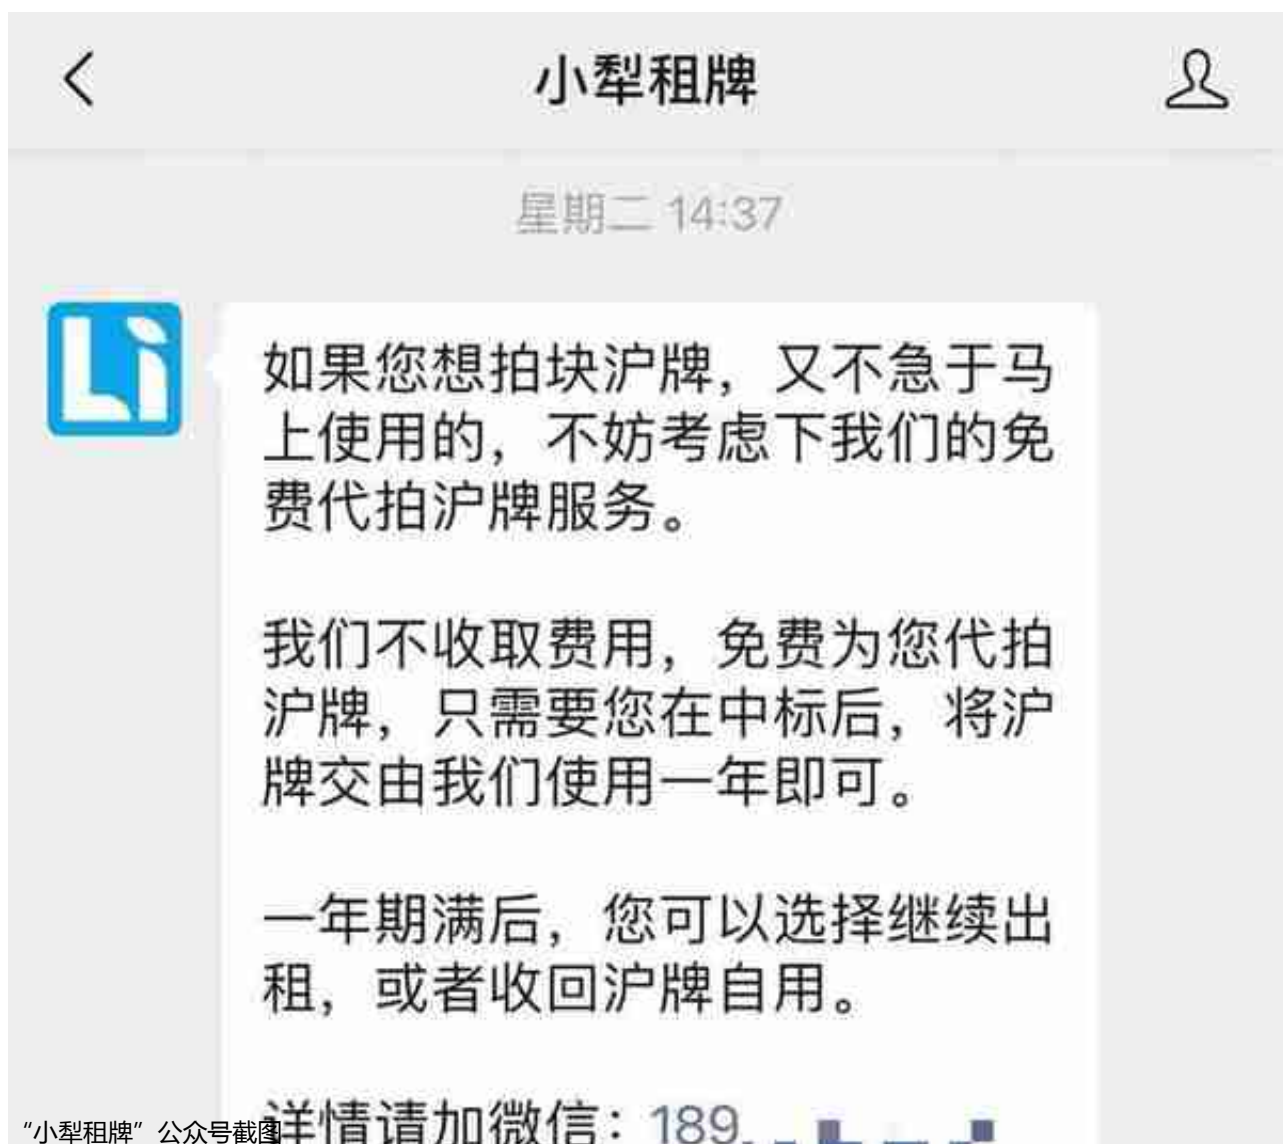 小犁租牌
星期二 14:37
Li
如果您想拍块沪牌，又不急于马
上使用的，不妨考虑下我们的免
费代拍沪牌服务。
我们不收取费用，免费为您代拍
沪牌，只需要您在中标后，将沪
牌交由我们使用一年即可。
一年期满后，您可以选择继续出
租，或者收回沪牌自用。
详情请加微信：189
“小犁租牌”公众号截图